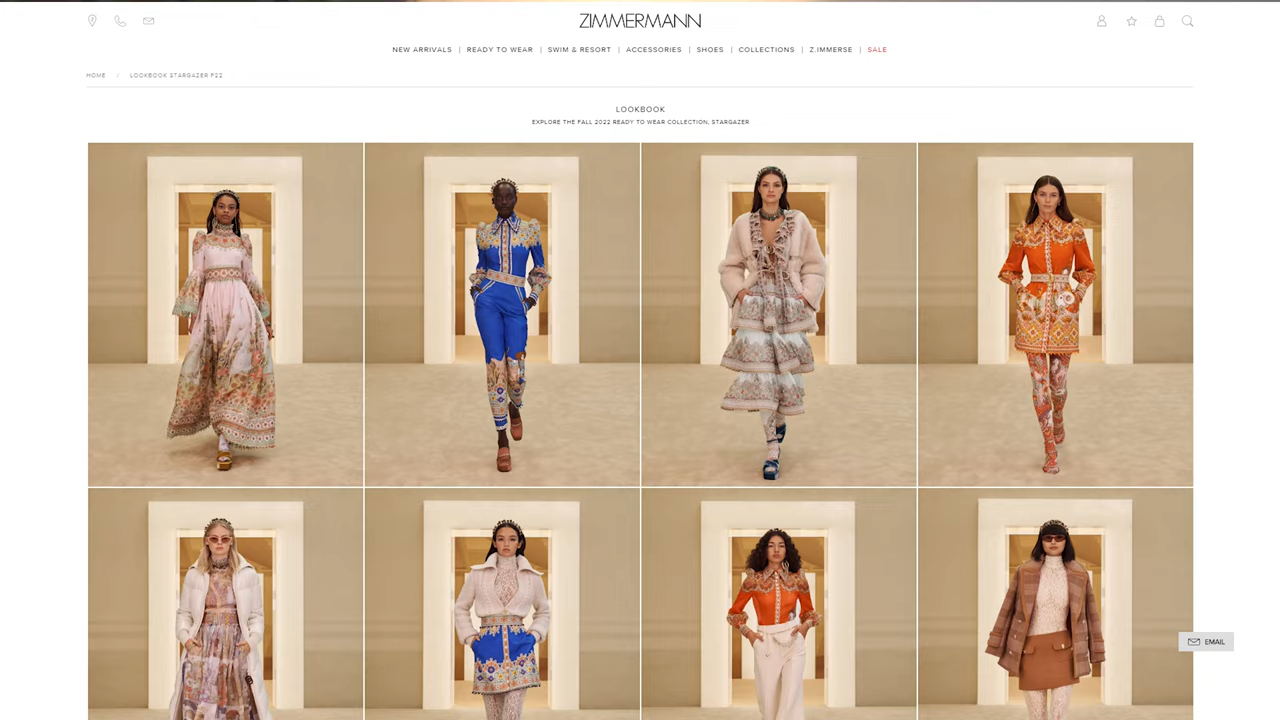 ZIMMERMANN
NEW ARRIVALS | READY TO WEAR | SWIM & RESORT | ACCESSORIES | SHOES | COLLECTIONS | Z.IMMERSE | SALE
HOME / LOOKBOOK STARGAZER F22
LOOKBOOK
EXPLORE THE FALL 2022 READY TO WEAR COLLECTION, STARGAZER
EMAIL